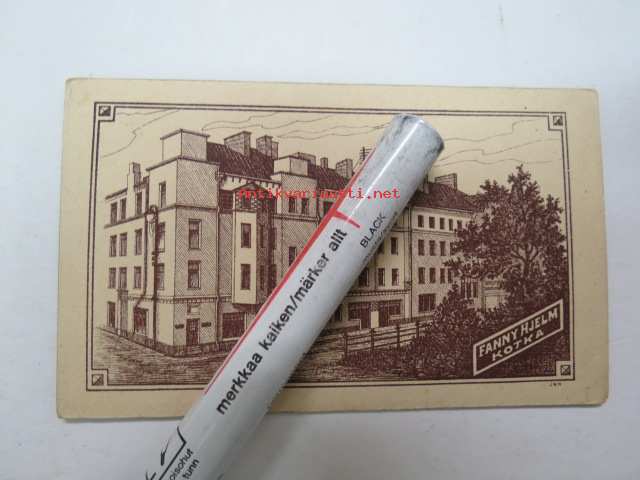 antikvariaatti.net
FANNY HJELM
KOTKA
BLACK
merkkaa kaiken/märker allt